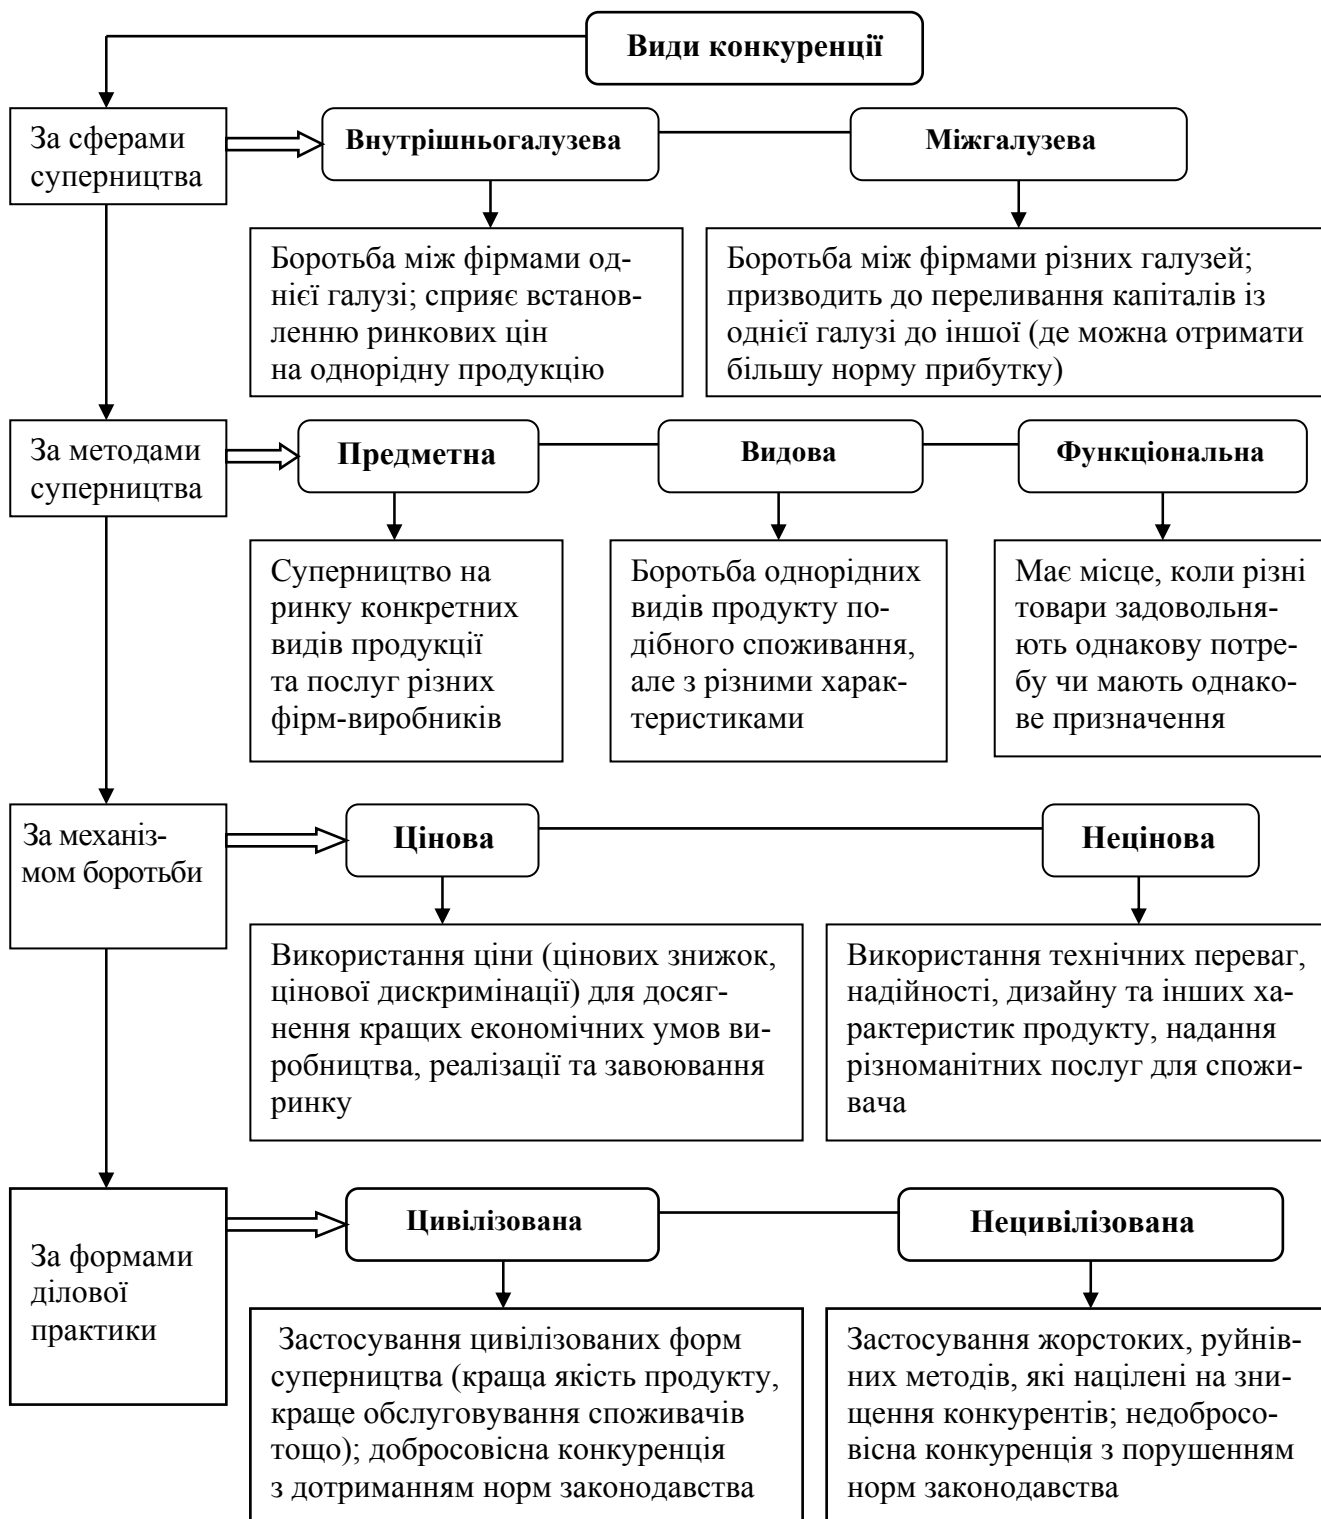 Види конкуренції
За сферами
суперництва
Внутрішньогалузева
Міжгалузева
Боротьба між фірмами од-
нієї галузі; сприяє встанов-
ленню ринкових цін
на однорідну продукцію
Боротьба між фірмами різних галузей;
призводить до переливання капіталів із
однієї галузі до іншої (де можна отримати
більшу норму прибутку)
За методами
суперництва
Предметна
Видова
Функціональна
Суперництво на
ринку конкретних
видів продукції
та послуг різних
фірм-виробників
Боротьба однорідних
видів продукту по-
дібного споживання,
але з різними харак-
теристиками
Має місце, коли різні
товари задовольня-
ють однакову потре-
бу чи мають однако-
ве призначення
За механіз-
мом боротьби
Цінова
Нецінова
Використання ціни (цінових знижок,
цінової дискримінації) для досяг-
нення кращих економічних умов ви-
робництва, реалізації та завоювання
ринку
Використання технічних переваг,
надійності, дизайну та інших ха-
рактеристик продукту, надання
різноманітних послуг для спожи-
вача
За формами
ділової
практики
Цивілізована
Нецивілізована
Застосування цивілізованих форм
суперництва (краща якість продукту,
краще обслуговування споживачів
тощо); добросовісна конкуренція
з дотриманням норм законодавства
Застосування жорстоких, руйнів-
них методів, які націлені на зни-
щення конкурентів; недобросо-
вісна конкуренція з порушенням
норм законодавства